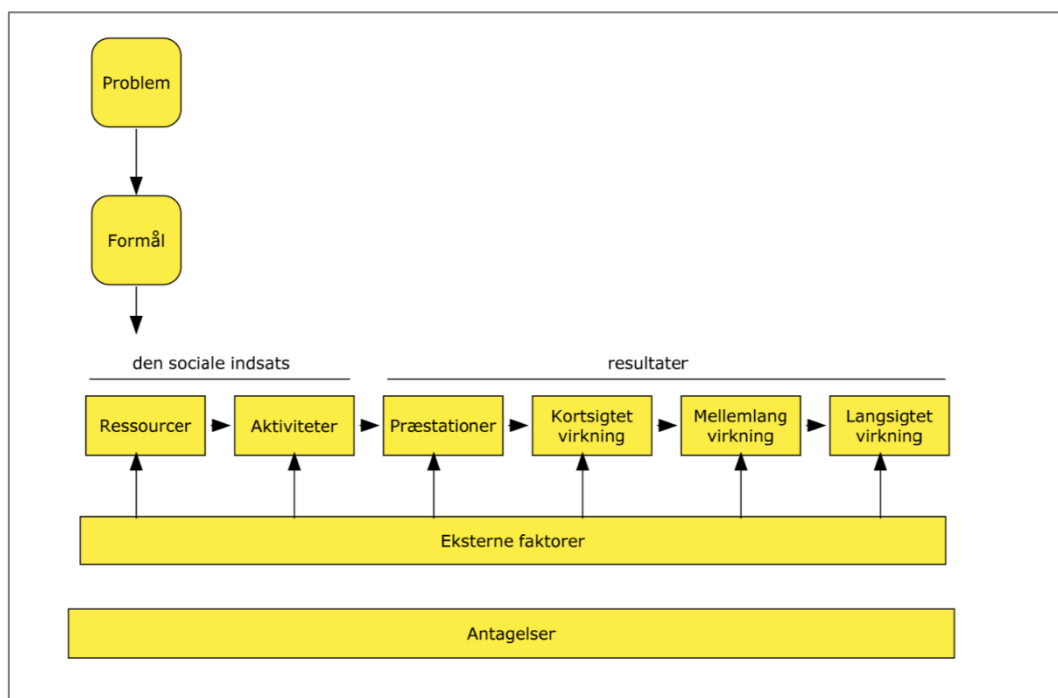 Problem
Formål
den sociale indsats
resultater
Ressourcer
Aktiviteter
Præstationer
Kortsigtet
virkning
Mellemlang
virkning
Langsigtet
virkning
Eksterne faktorer
Antagelser